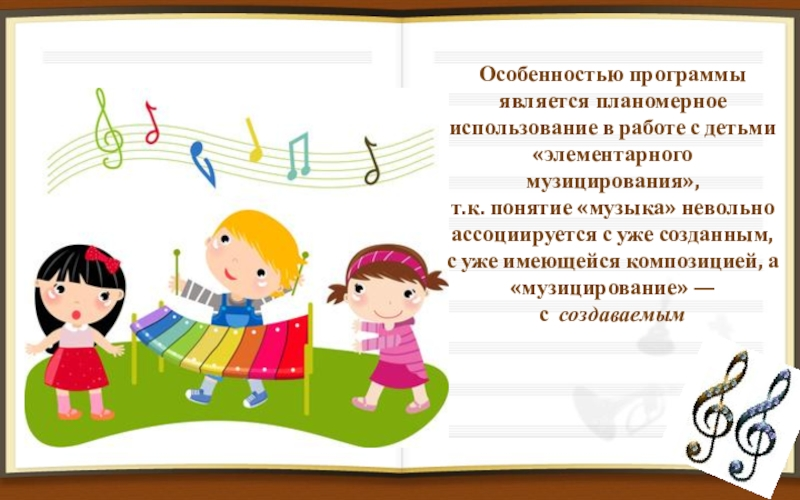 Особенностью программы
является планомерное
использование в работе с детьми
«элементарного
музицирования»,
т.к. понятие «музыка» невольно
ассоциируется с уже созданным,
с уже имеющейся композицией, а
«музицирование» —
с создаваемым